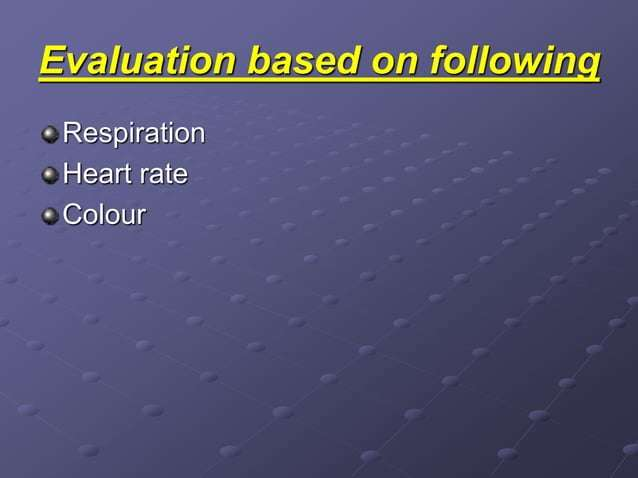 Evaluation based on following
Respiration
Heart rate
Colour